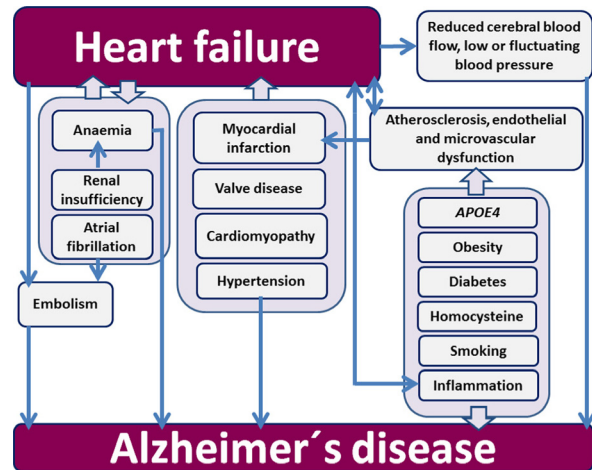 Heart failure
Reduced cerebral blood
flow, low or fluctuating
blood pressure
Anaemia
Renal
insufficiency
Atrial
fibrillation
Embolism
Myocardial
infarction
Valve disease
Cardiomyopathy
Hypertension
Atherosclerosis, endothelial
and microvascular
dysfunction
APOE4
Obesity
Diabetes
Homocysteine
Smoking
Inflammation
Alzheimer´s disease